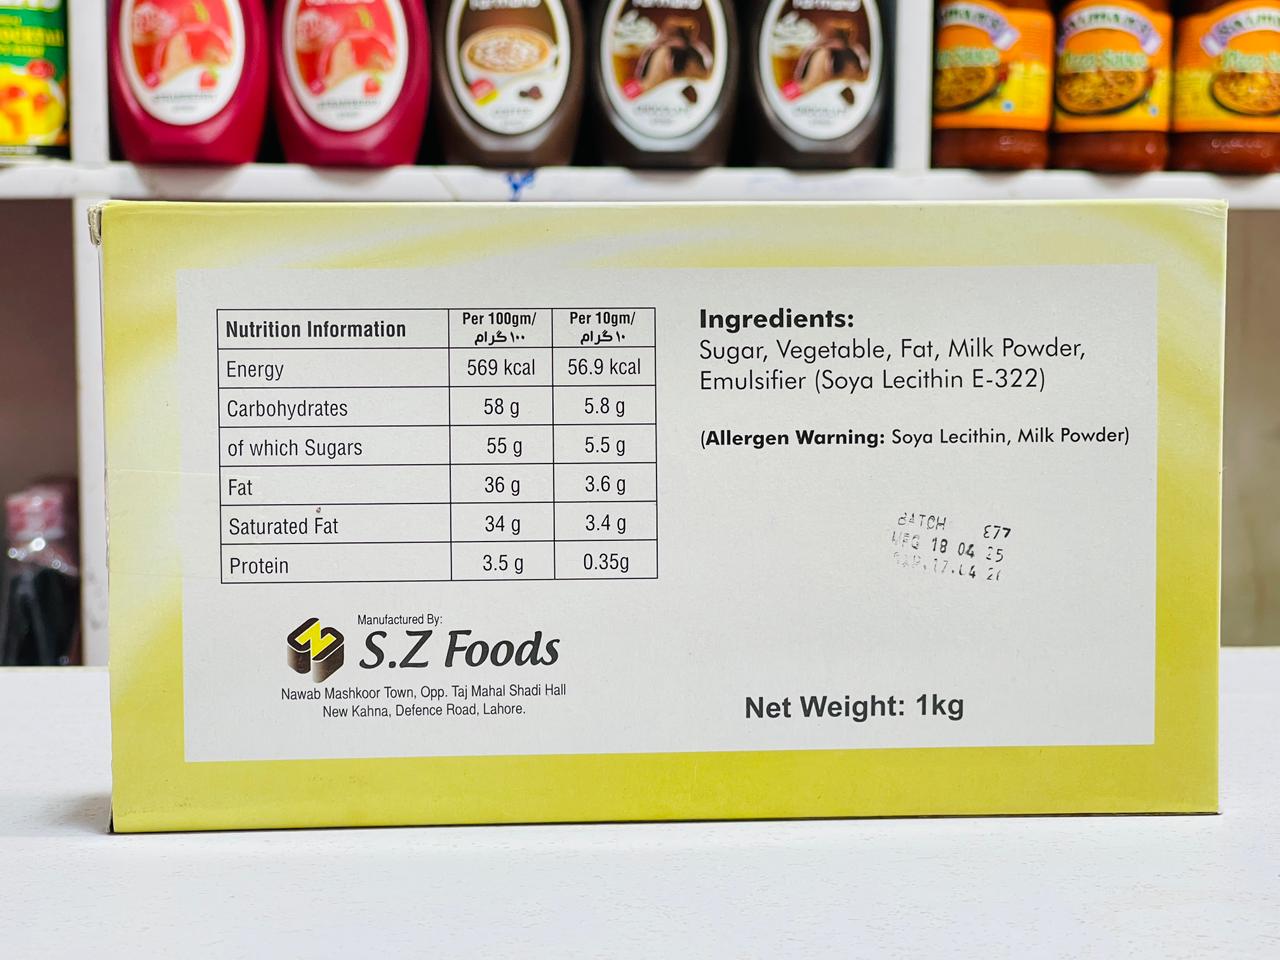 Nutrition Information
Per 100gm/
۱۰۰ گرام
Per 10gm/
۱۰ گرام
Energy 569 kcal 56.9 kcal
Carbohydrates 58 g 5.8 g
of which Sugars 55 g 5.5 g
Fat 36 g 3.6 g
Saturated Fat 34 g 3.4 g
Protein 3.5 g 0.35g
Manufactured By:
S.Z Foods
Nawab Mashkoor Town, Opp. Taj Mahal Shadi Hall
New Kahna, Defence Road, Lahore.
Ingredients:
Sugar, Vegetable, Fat, Milk Powder,
Emulsifier (Soya Lecithin E-322)
(Allergen Warning: Soya Lecithin, Milk Powder)
BATCH E77
MFG 18 04 25
Net Weight: 1kg